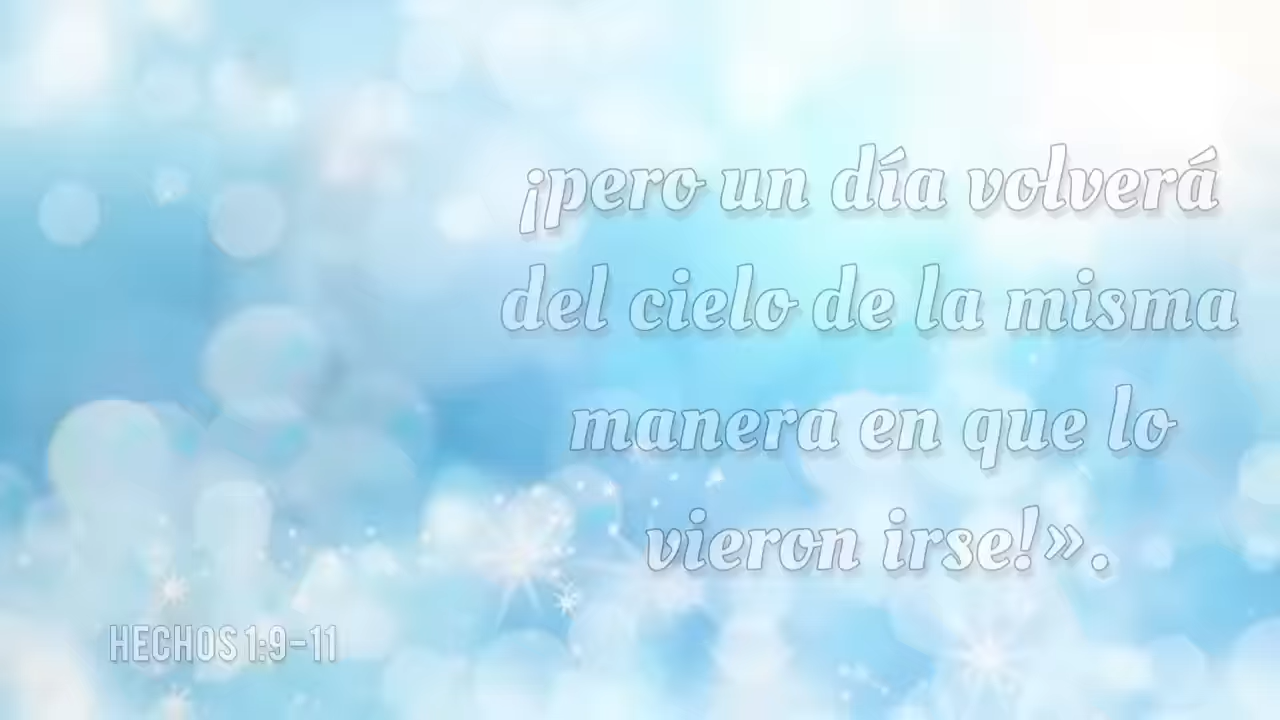 ¡pero un día volverá
del cielo de la misma
manera en que lo
vieron irse!».
HECHOS 1:9-11